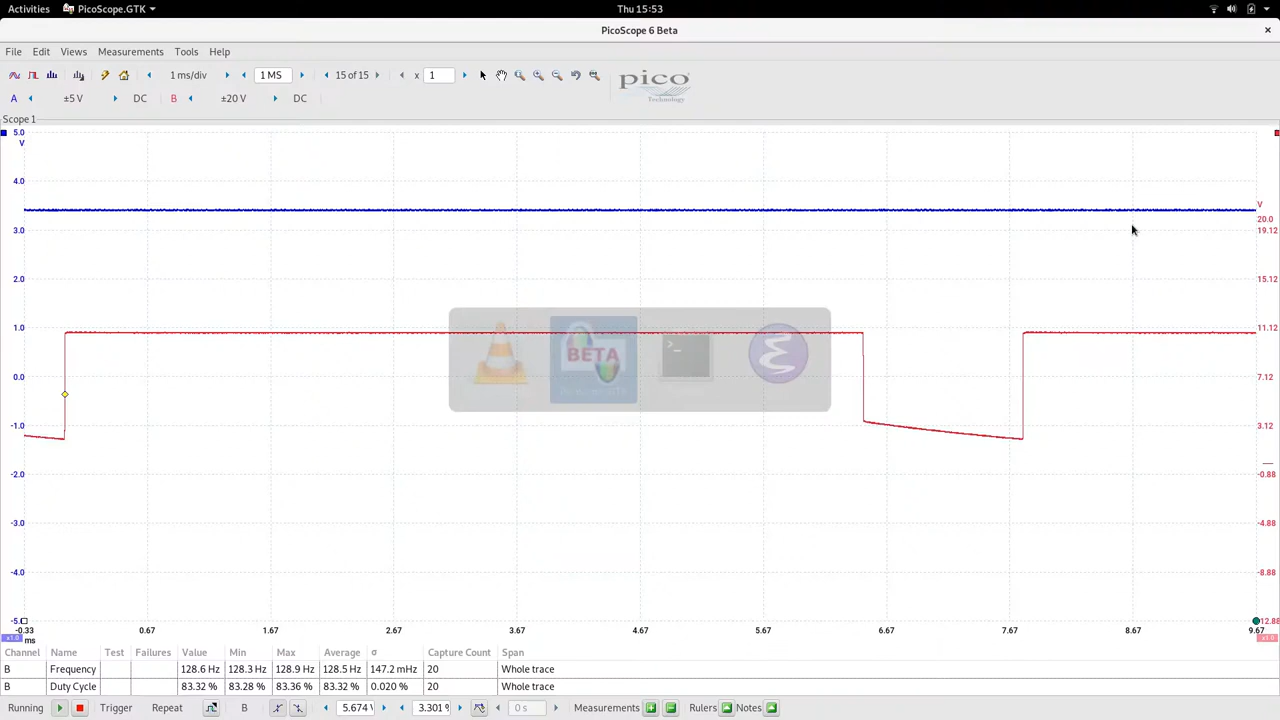 Activities PicoScope.GTK Thu 15:53
PicoScope 6 Beta
File Edit Views Measurements Tools Help
1 ms/div 1 MS 15 of 15 x 1
pico
Technology
A ±5 V DC B ±20 V DC
Scope 1
5.0
V
4.0
V
20.0
3.0 19.12
2.0 15.12
1.0 11.12
BETA
0.0 7.12
-1.0 3.12
-2.0 -0.88
-3.0 -4.88
-4.0 -8.88
-5.0 -12.88
-0.33 0.67 1.67 2.67 3.67 4.67 5.67 6.67 7.67 8.67 9.67
x1.0 ms x1.0
Channel Name Test Failures Value Min Max Average σ Capture Count Span
B Frequency 128.6 Hz 128.3 Hz 128.9 Hz 128.5 Hz 147.2 mHz 20 Whole trace
B Duty Cycle 83.32 % 83.28 % 83.36 % 83.32 % 0.020 % 20 Whole trace
Running Trigger Repeat B 5.674 3.301 0 s Measurements Rulers Notes